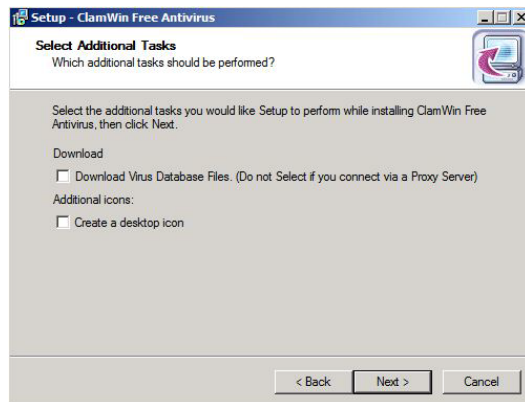 Setup - ClamWin Free Antivirus
Select Additional Tasks
Which additional tasks should be performed?
Select the additional tasks you would like Setup to perform while installing ClamWin Free
Antivirus, then click Next.
Download
Download Virus Database Files. (Do not Select if you connect via a Proxy Server)
Additional icons:
Create a desktop icon
< Back
Next >
Cancel